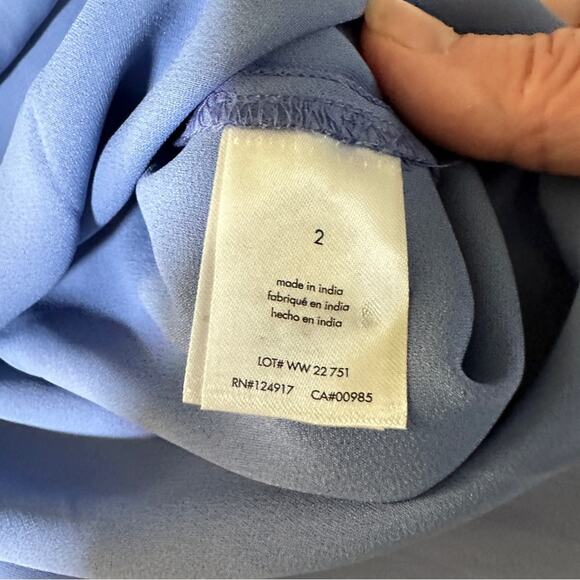 2
made in india
fabriqué en india
hecho en india
LOT# WW 22 751
RN#124917 CA#00985